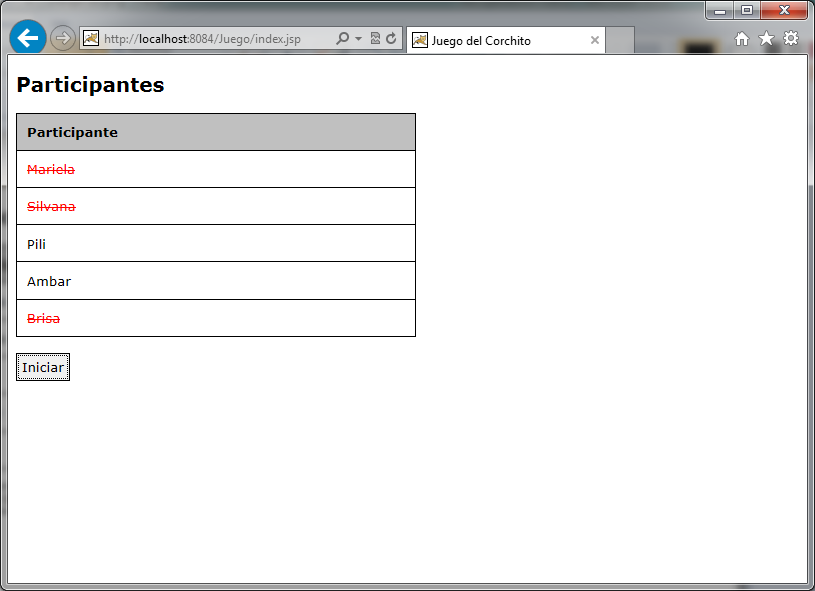 http://localhost:8084/Juego/index.jsp
Juego del Corchito
Participantes
Participante
Mariela
Silvana
Pili
Ambar
Brisa
Iniciar